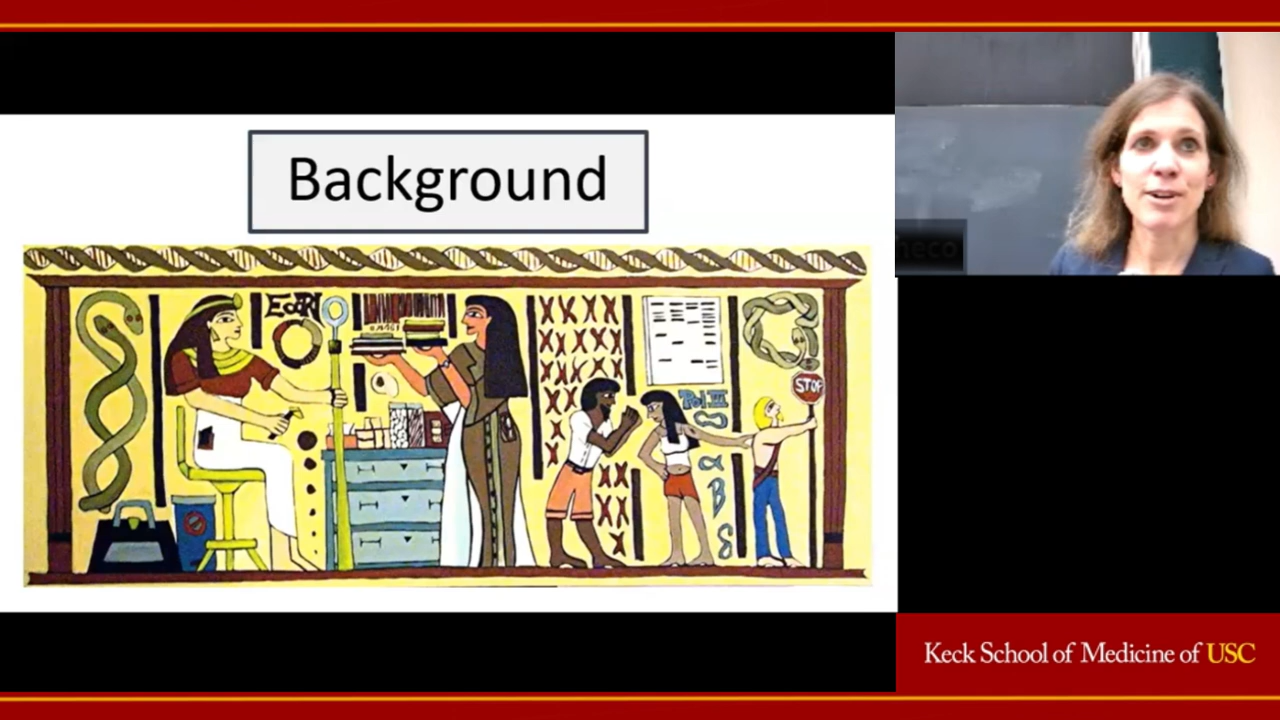 Background
EcoRI
STOP
Pol III
α
β
δ
Keck School of Medicine of USC